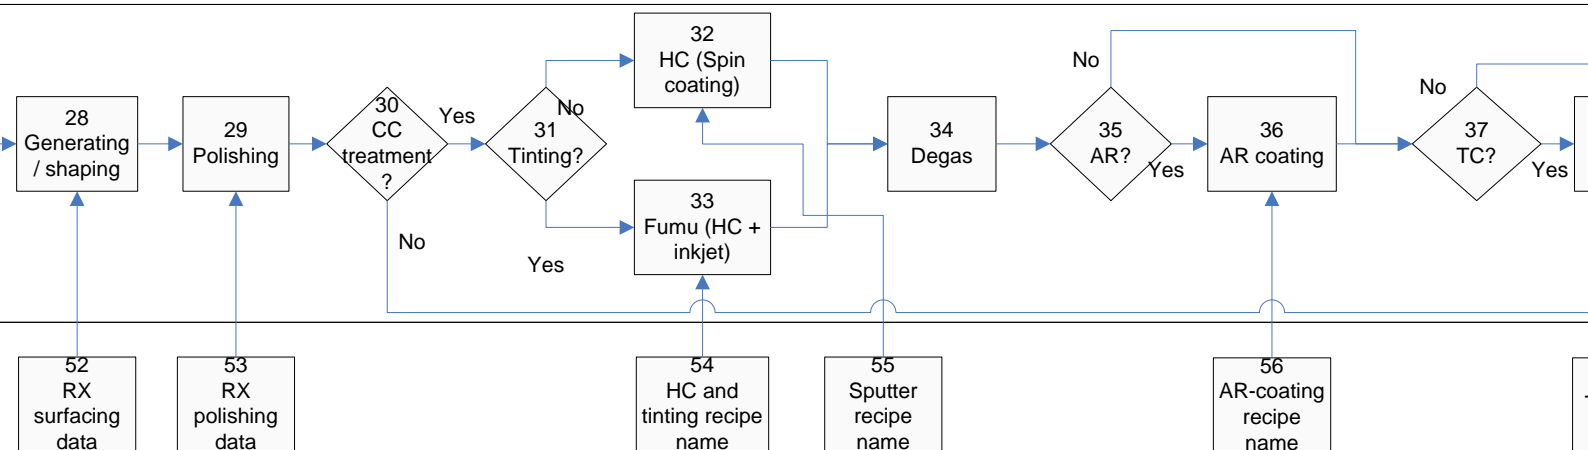 32
HC (Spin
coating)
No
No
28
Generating
/ shaping
29
Polishing
30
CC
treatment
?
Yes
No
31
Tinting?
34
Degas
35
AR?
Yes
36
AR coating
37
TC?
Yes
33
Fumu (HC +
inkjet)
No
Yes
52
RX
surfacing
data
53
RX
polishing
data
54
HC and
tinting recipe
name
55
Sputter
recipe
name
56
AR-coating
recipe
name